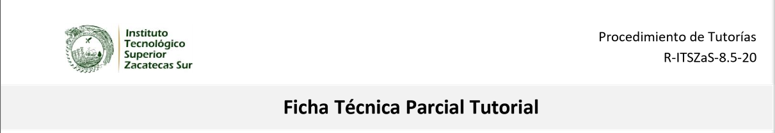 Instituto
Tecnológico
Superior
Zacatecas Sur
Procedimiento de Tutorías
R-ITSZaS-8.5-20
Ficha Técnica Parcial Tutorial